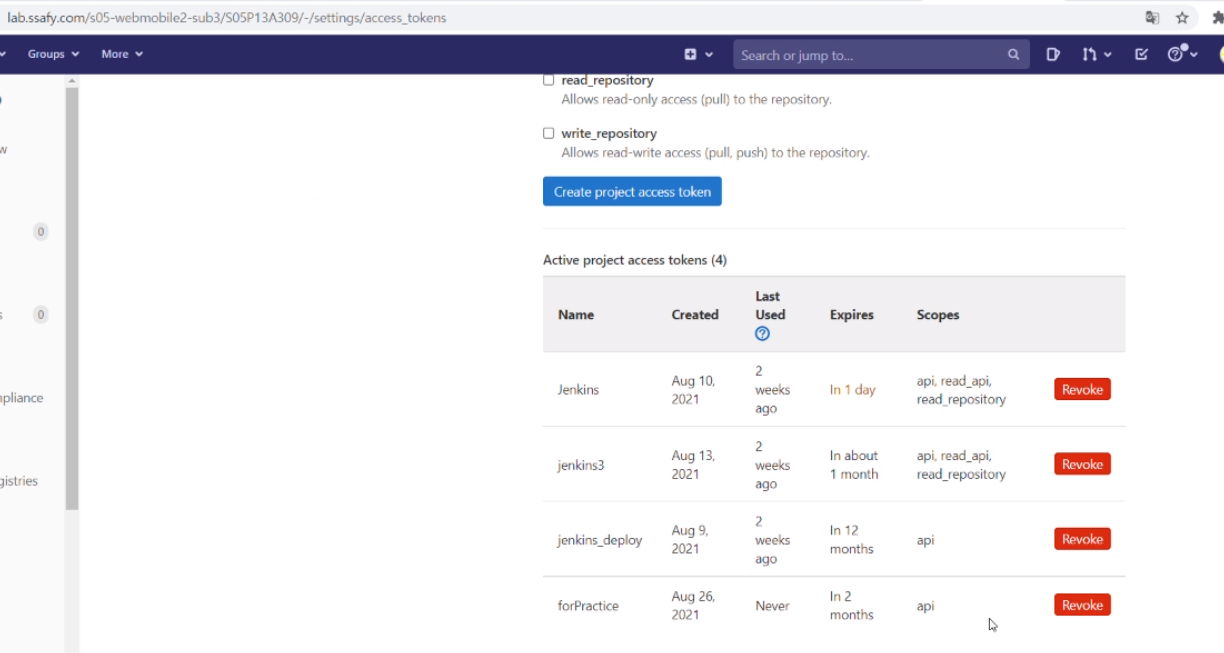 lab.ssafy.com/s05-webmobile2-sub3/S05P13A309/-/settings/access_tokens
Groups More Search or jump to...
read_repository
Allows read-only access (pull) to the repository.
write_repository
Allows read-write access (pull, push) to the repository.
Create project access token
0
0
Active project access tokens (4)
Name Created Last Used Expires Scopes
Jenkins Aug 10, 2021 2 weeks ago In 1 day api, read_api, read_repository Revoke
jenkins3 Aug 13, 2021 2 weeks ago In about 1 month api, read_api, read_repository Revoke
jenkins_deploy Aug 9, 2021 2 weeks ago In 12 months api Revoke
forPractice Aug 26, 2021 Never In 2 months api Revoke